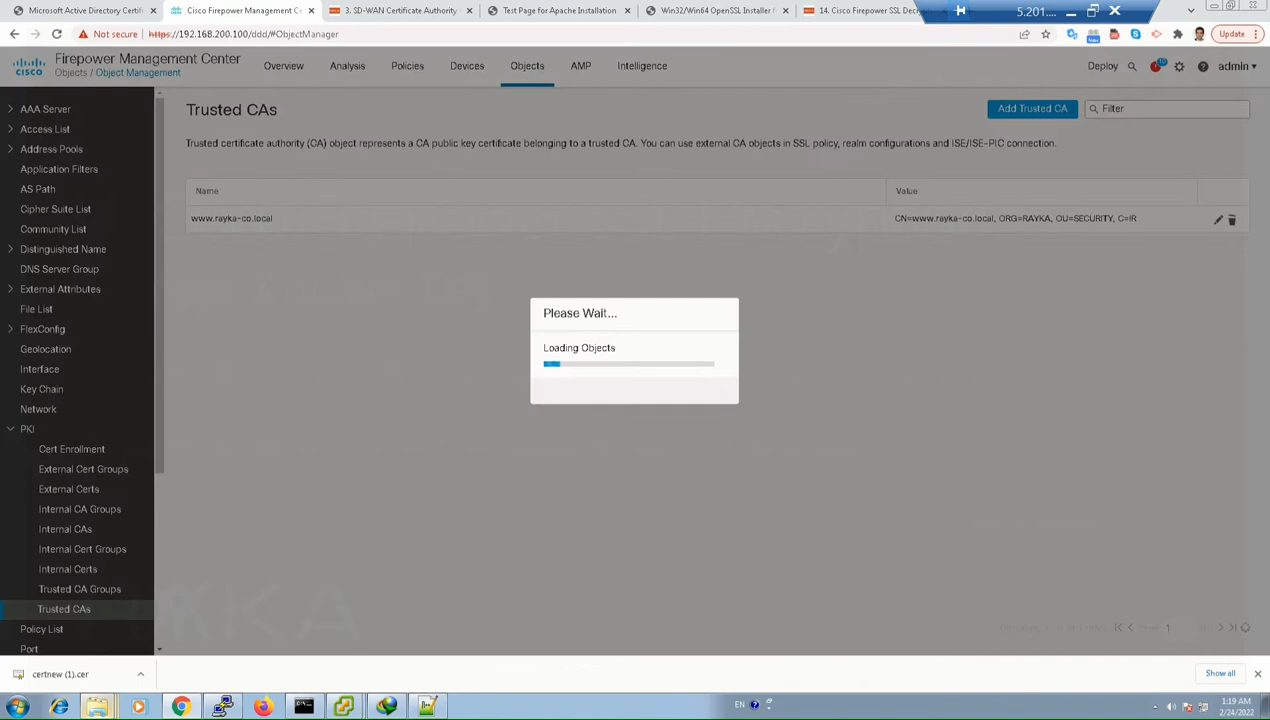 Microsoft Active Directory Certifi
Cisco Firepower Management Ce
3. SD-WAN Certificate Authority
Test Page for Apache Installation
Win32/Win64 OpenSSL Installer f
14. Cisco Firepower SSL Dec
5.201....
Not secure
https://192.168.200.100/ddd/#ObjectManager
Update
CISCO
Firepower Management Center
Objects / Object Management
Overview
Analysis
Policies
Devices
Objects
AMP
Intelligence
Deploy
admin
AAA Server
Access List
Address Pools
Application Filters
AS Path
Cipher Suite List
Community List
Distinguished Name
DNS Server Group
External Attributes
File List
FlexConfig
Geolocation
Interface
Key Chain
Network
PKI
Cert Enrollment
External Cert Groups
External Certs
Internal CA Groups
Internal CAs
Internal Cert Groups
Internal Certs
Trusted CA Groups
Trusted CAs
Policy List
Port
Trusted CAs
Add Trusted CA
Filter
Trusted certificate authority (CA) object represents a CA public key certificate belonging to a trusted CA. You can use external CA objects in SSL policy, realm configurations and ISE/ISE-PIC connection.
Name
Value
www.rayka-co.local
CN=www.rayka-co.local, ORG=RAYKA, OU=SECURITY, C=IR
Please Wait...
Loading Objects
1
certnew (1).cer
Show all
EN
1:19 AM
2/24/2022